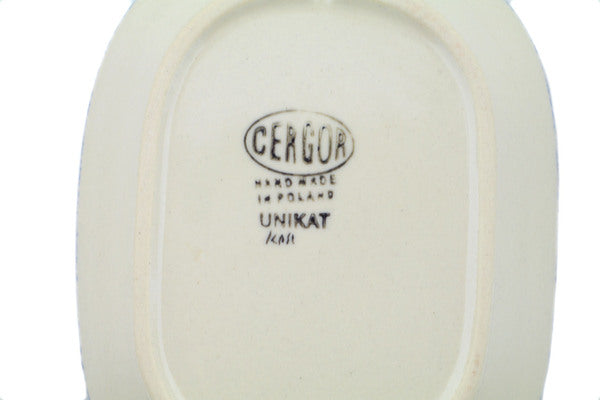 CERGOR
HAND MADE
IN POLAND
UNIKAT